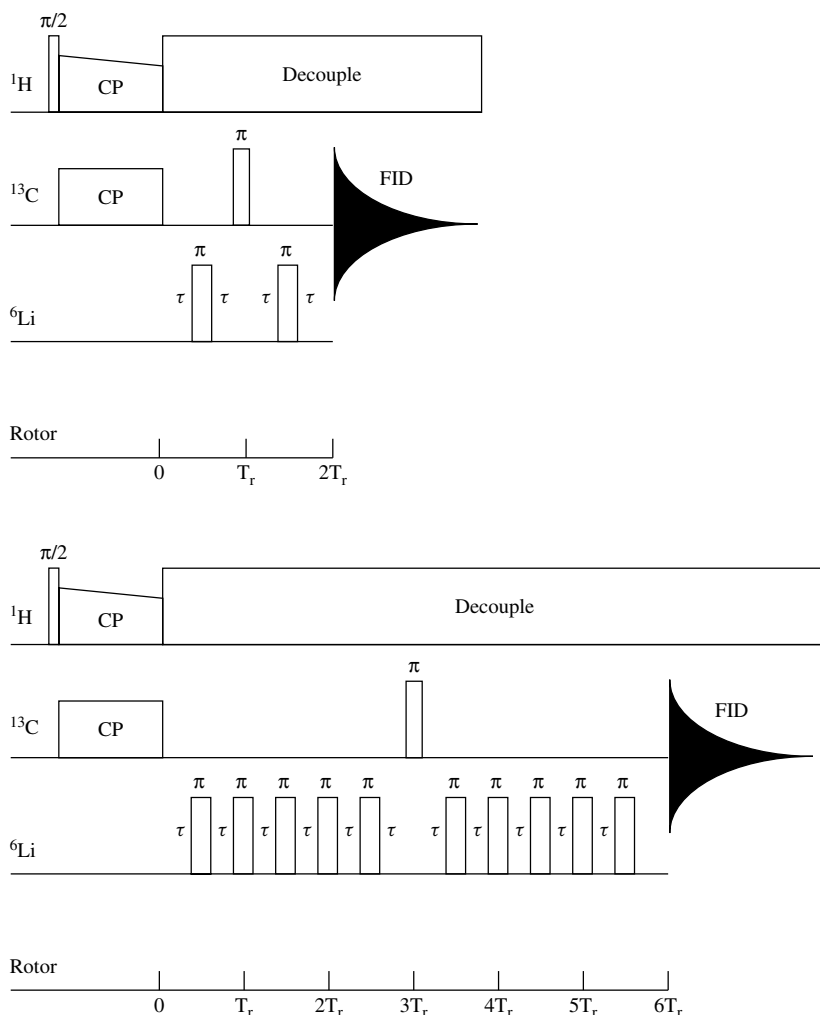 π/2
¹H
CP
Decouple
π
¹³C
CP
FID
π π
τ τ τ τ
⁶Li
Rotor
0 Tᵣ 2Tᵣ
π/2
¹H
CP
Decouple
π
¹³C
CP
FID
π π π π π π π π π π
τ τ τ τ τ τ τ τ τ τ τ
⁶Li
Rotor
0 Tᵣ 2Tᵣ 3Tᵣ 4Tᵣ 5Tᵣ 6Tᵣ